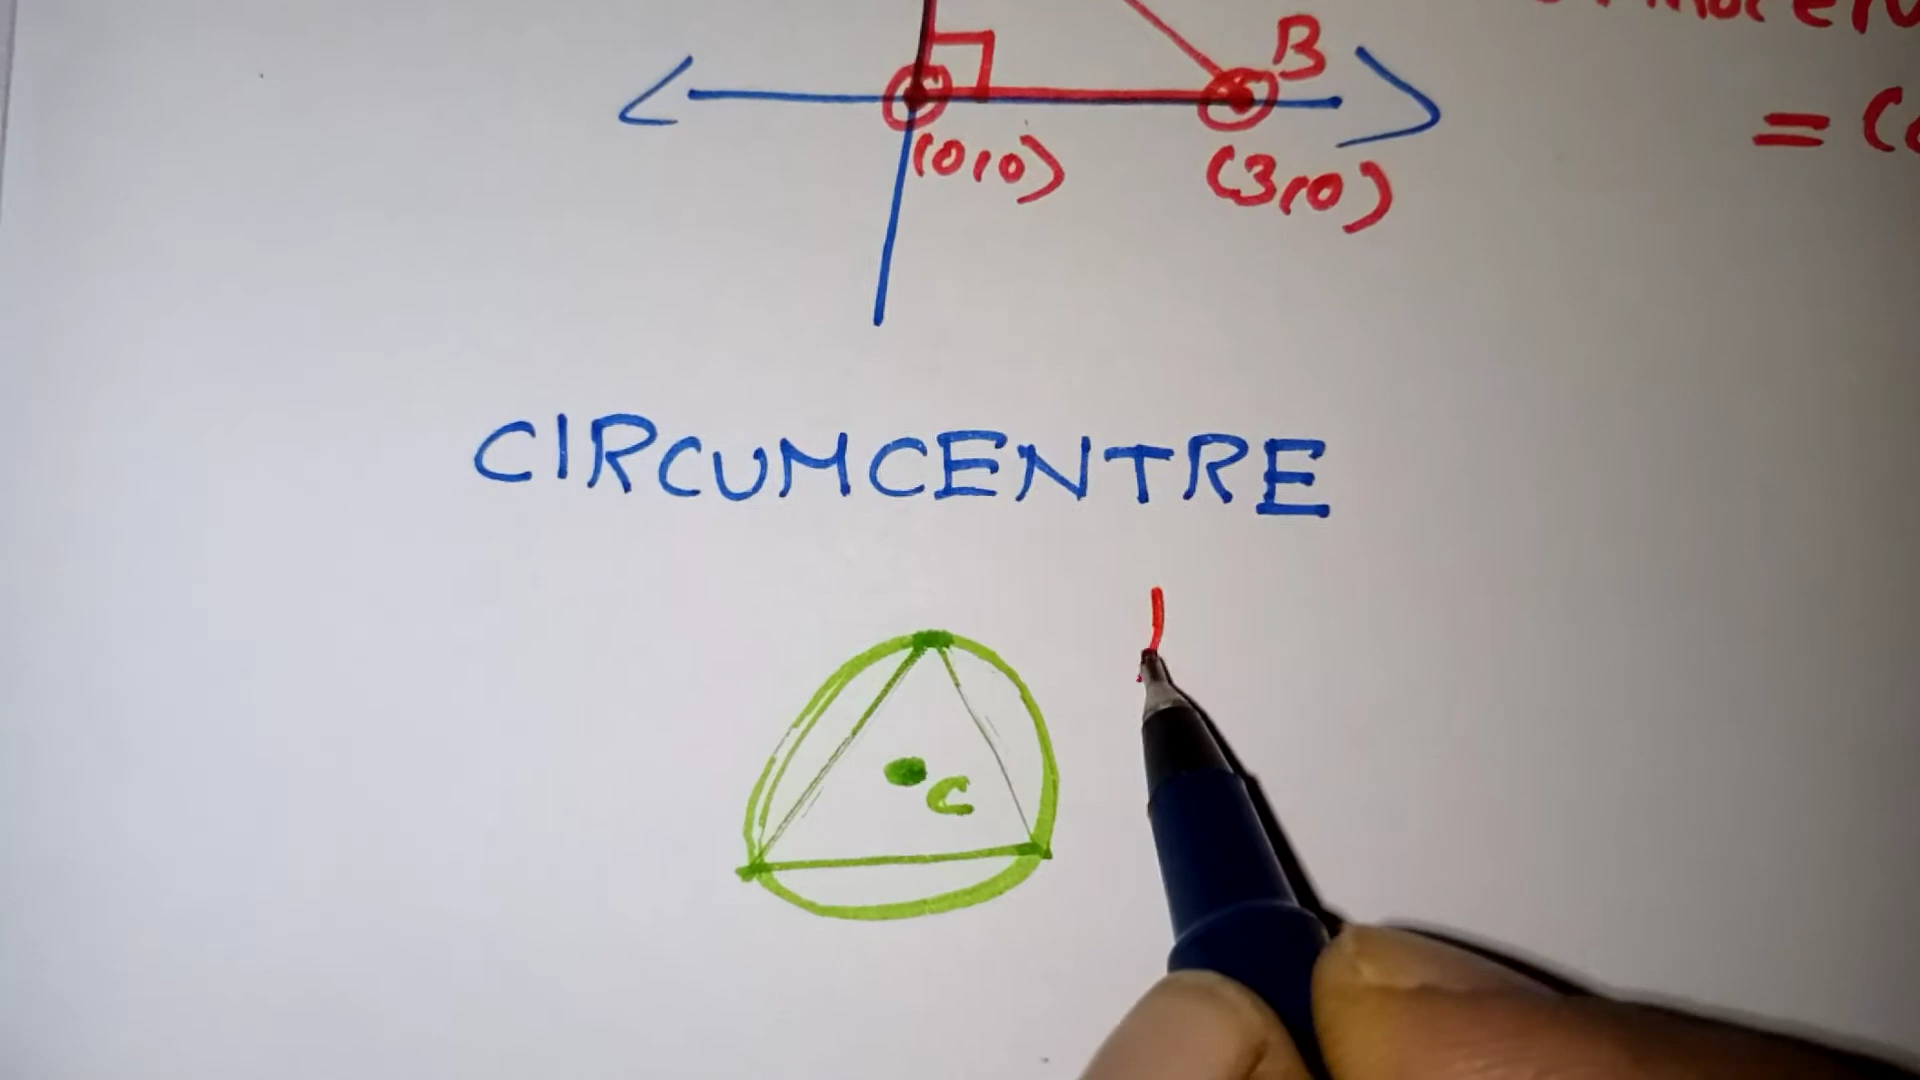 B
(0,0)
(3,0)
= (
CIRCUMCENTRE
C